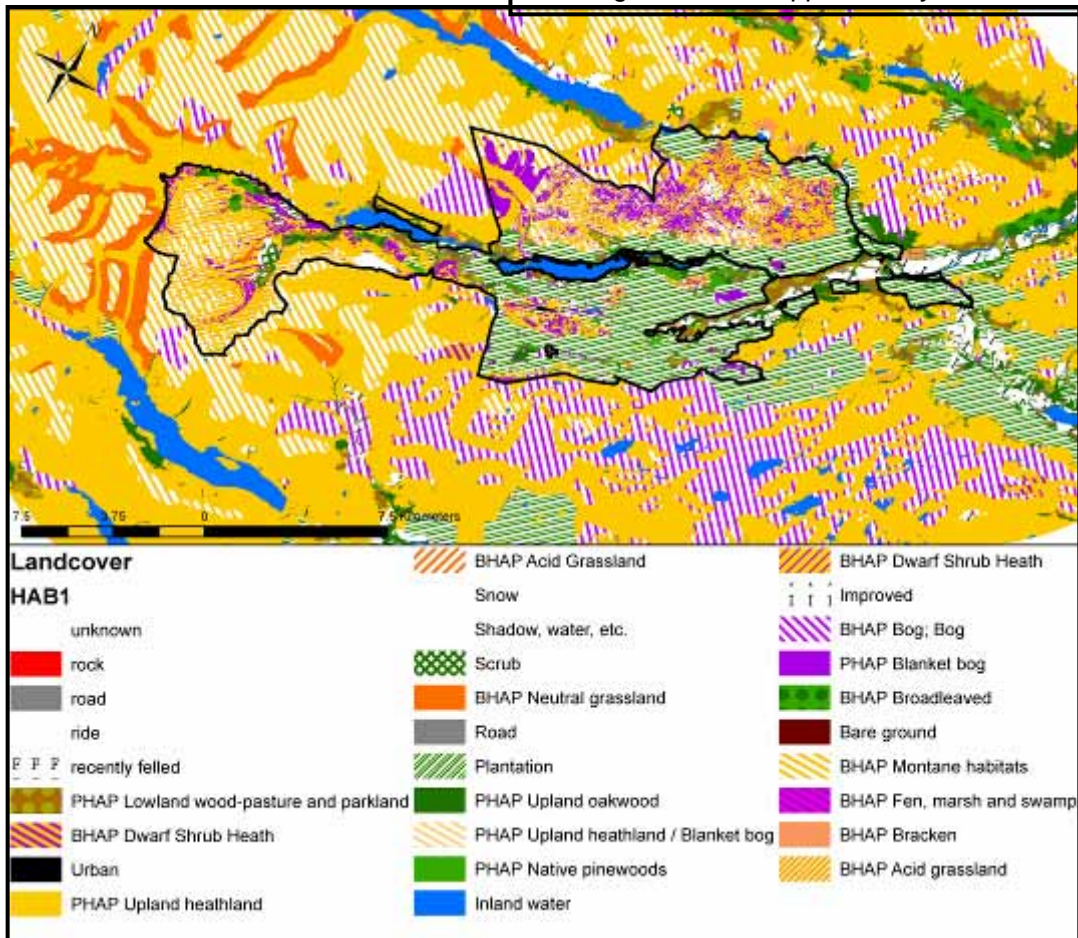 N
7.5 3.75 0 7.5 Kilometers
Landcover
HAB1
unknown
rock
road
ride
F F F recently felled
PHAP Lowland wood-pasture and parkland
BHAP Dwarf Shrub Heath
Urban
PHAP Upland heathland
BHAP Acid Grassland
Snow
Shadow, water, etc.
Scrub
BHAP Neutral grassland
Road
Plantation
PHAP Upland oakwood
PHAP Upland heathland / Blanket bog
PHAP Native pinewoods
Inland water
BHAP Dwarf Shrub Heath
I I I Improved
BHAP Bog; Bog
PHAP Blanket bog
BHAP Broadleaved
Bare ground
BHAP Montane habitats
BHAP Fen, marsh and swamp
BHAP Bracken
BHAP Acid grassland